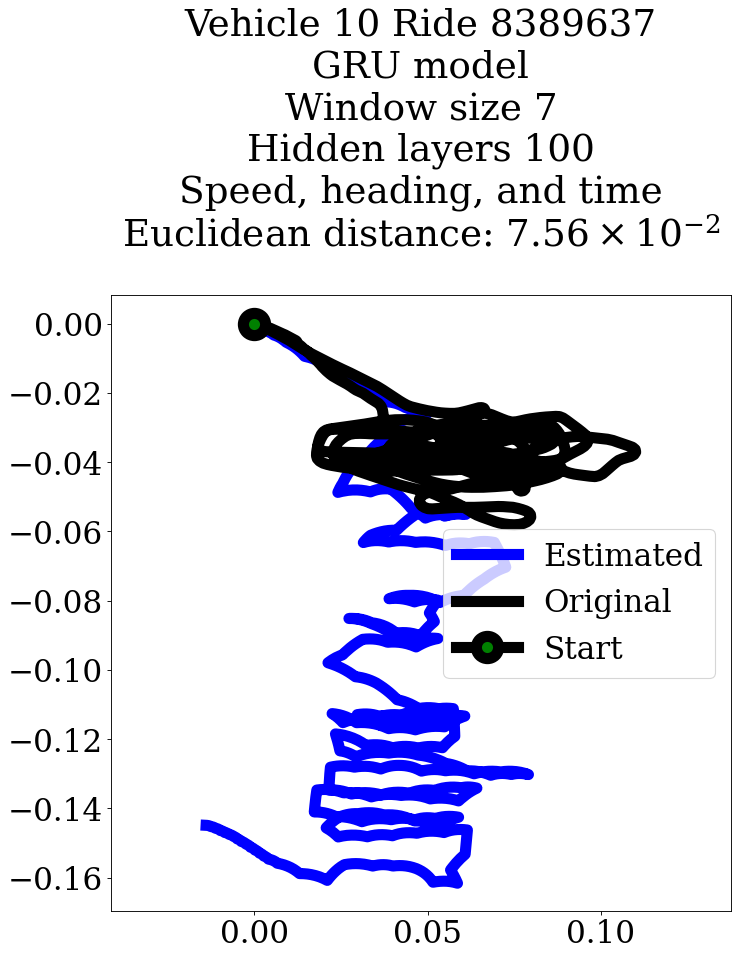 Vehicle 10 Ride 8389637
GRU model
Window size 7
Hidden layers 100
Speed, heading, and time
Euclidean distance: 7.56 × 10⁻²
0.00
−0.02
−0.04
−0.06
−0.08
−0.10
−0.12
−0.14
−0.16
Estimated
Original
Start
0.00 0.05 0.10